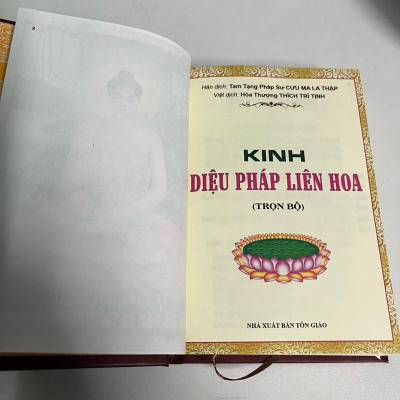 2
Hán dịch: Tam Tạng Pháp Sư CƯU MA LA THẬP
Việt dịch: Hòa Thượng THÍCH TRÍ TỊNH
KINH
DIỆU PHÁP LIÊN HOA
(TRỌN BỘ)
NHÀ XUẤT BẢN TÔN GIÁO